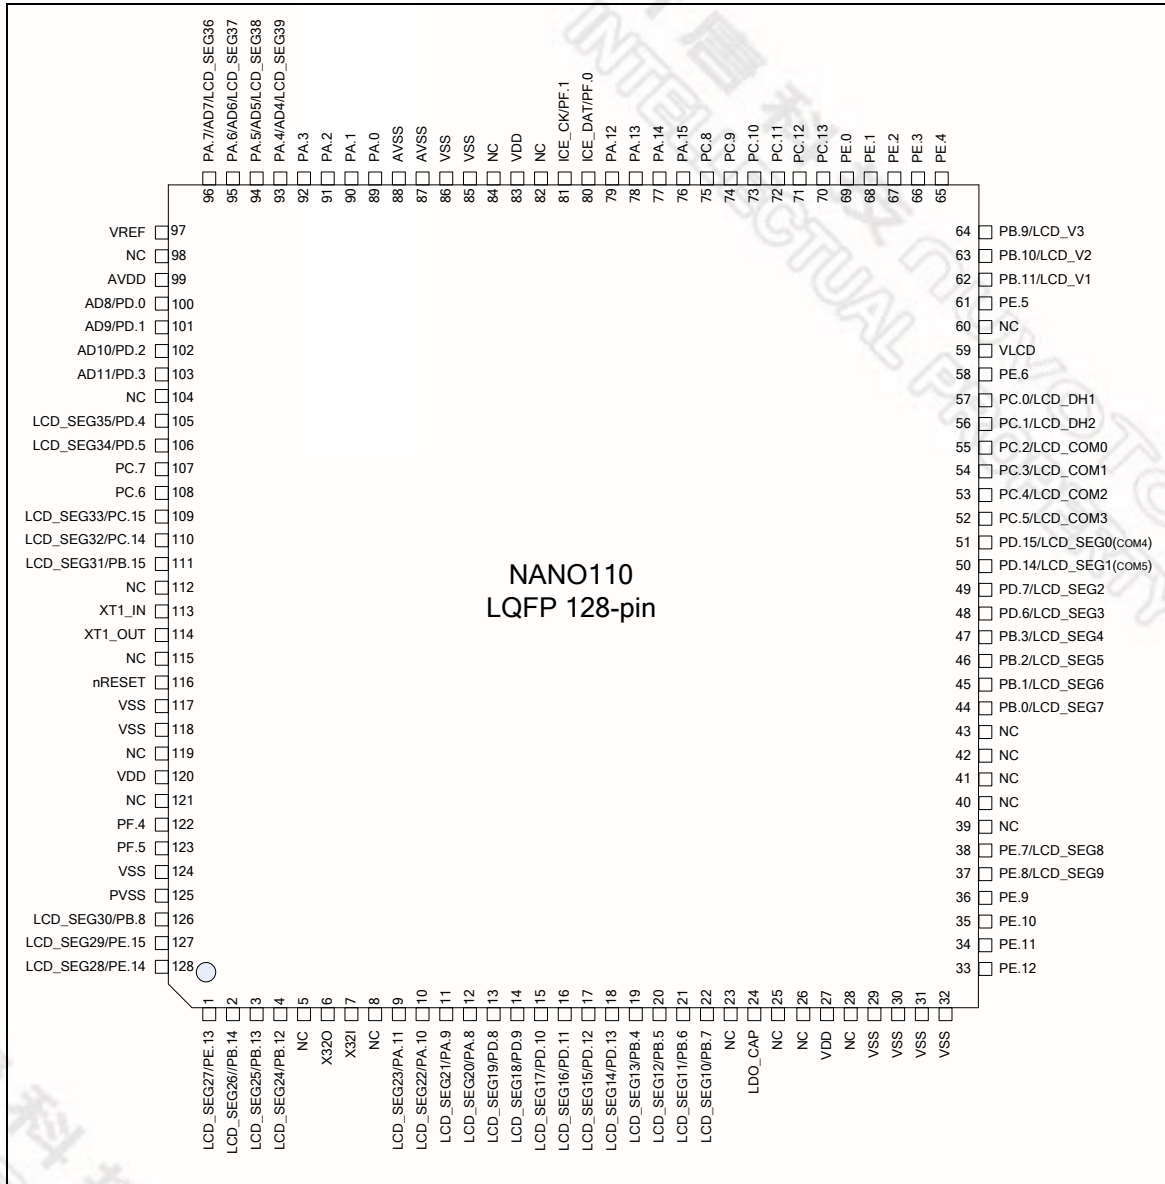 PA.7/AD7/LCD_SEG36
PA.6/AD6/LCD_SEG37
PA.5/AD5/LCD_SEG38
PA.4/AD4/LCD_SEG39
PA.3
PA.2
PA.1
PA.0
AVSS
AVSS
VSS
VSS
NC
VDD
NC
ICE_CK/PF.1
ICE_DAT/PF.0
PA.12
PA.13
PA.14
PA.15
PC.8
PC.9
PC.10
PC.11
PC.12
PC.13
PE.0
PE.1
PE.2
PE.3
PE.4
96
95
94
93
92
91
90
89
88
87
86
85
84
83
82
81
80
79
78
77
76
75
74
73
72
71
70
69
68
67
66
65
VREF 97
NC 98
AVDD 99
AD8/PD.0 100
AD9/PD.1 101
AD10/PD.2 102
AD11/PD.3 103
NC 104
LCD_SEG35/PD.4 105
LCD_SEG34/PD.5 106
PC.7 107
PC.6 108
LCD_SEG33/PC.15 109
LCD_SEG32/PC.14 110
LCD_SEG31/PB.15 111
NC 112
XT1_IN 113
XT1_OUT 114
NC 115
nRESET 116
VSS 117
VSS 118
NC 119
VDD 120
NC 121
PF.4 122
PF.5 123
VSS 124
PVSS 125
LCD_SEG30/PB.8 126
LCD_SEG29/PE.15 127
LCD_SEG28/PE.14 128
NANO110
LQFP 128-pin
64 PB.9/LCD_V3
63 PB.10/LCD_V2
62 PB.11/LCD_V1
61 PE.5
60 NC
59 VLCD
58 PE.6
57 PC.0/LCD_DH1
56 PC.1/LCD_DH2
55 PC.2/LCD_COM0
54 PC.3/LCD_COM1
53 PC.4/LCD_COM2
52 PC.5/LCD_COM3
51 PD.15/LCD_SEG0(COM4)
50 PD.14/LCD_SEG1(COM5)
49 PD.7/LCD_SEG2
48 PD.6/LCD_SEG3
47 PB.3/LCD_SEG4
46 PB.2/LCD_SEG5
45 PB.1/LCD_SEG6
44 PB.0/LCD_SEG7
43 NC
42 NC
41 NC
40 NC
39 NC
38 PE.7/LCD_SEG8
37 PE.8/LCD_SEG9
36 PE.9
35 PE.10
34 PE.11
33 PE.12
1
2
3
4
5
6
7
8
9
10
11
12
13
14
15
16
17
18
19
20
21
22
23
24
25
26
27
28
29
30
31
32
LCD_SEG27/PE.13
LCD_SEG26//PB.14
LCD_SEG25/PB.13
LCD_SEG24/PB.12
NC
X32O
X32I
NC
LCD_SEG23/PA.11
LCD_SEG22/PA.10
LCD_SEG21/PA.9
LCD_SEG20/PA.8
LCD_SEG19/PD.8
LCD_SEG18/PD.9
LCD_SEG17/PD.10
LCD_SEG16/PD.11
LCD_SEG15/PD.12
LCD_SEG14/PD.13
LCD_SEG13/PB.4
LCD_SEG12/PB.5
LCD_SEG11/PB.6
LCD_SEG10/PB.7
NC
LDO_CAP
NC
NC
VDD
NC
VSS
VSS
VSS
VSS
唐科技 nuvoTo
INTELLECTUAL PROPERTY
科技